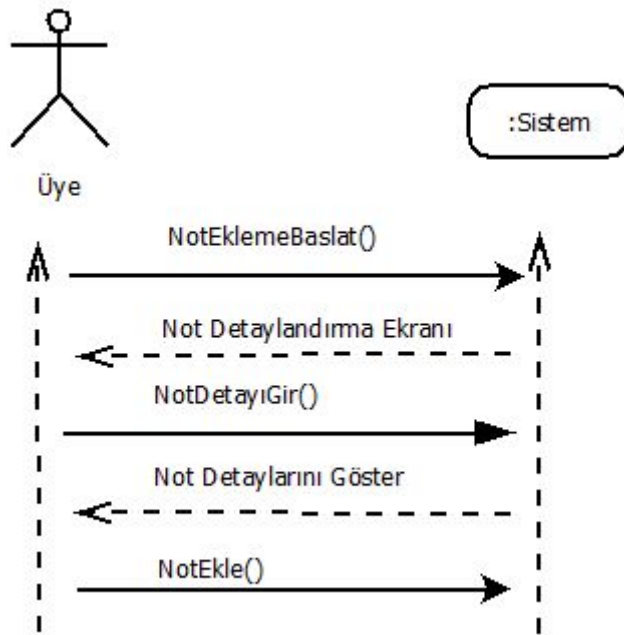 :Sistem
Üye
NotEklemeBaslat()
Not Detaylandırma Ekranı
NotDetayıGir()
Not Detaylarını Göster
NotEkle()